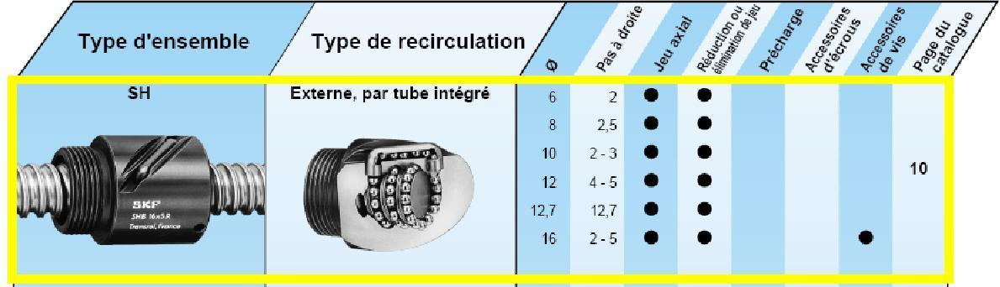 Type d'ensemble
Type de recirculation
Ø
Pas à droite
Jeu axial
Réduction ou
élimination de jeu
Précharge
Accessoires
d'écrous
Accessoires
de vis
Page du
catalogue
SH
Externe, par tube intégré
6 2 ● ●
8 2,5 ● ●
10 2 - 3 ● ●
12 4 - 5 ● ●
12,7 12,7 ● ●
16 2 - 5 ● ● ●
10
SKF
SHB 16x5R
Transrol, France